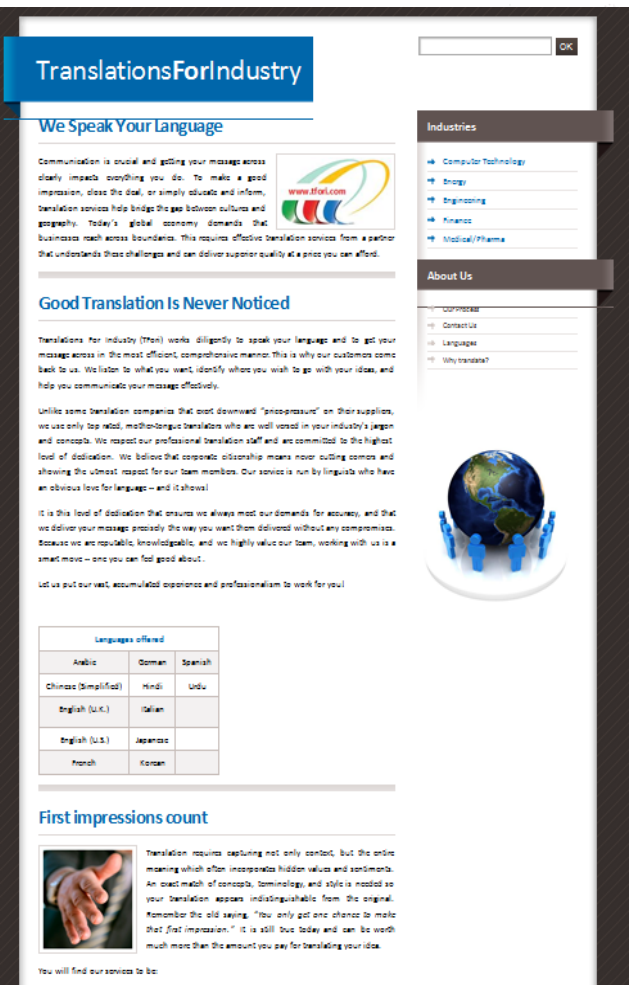 TranslationsForIndustry
OK
We Speak Your Language
Communication is crucial and getting your message across
clearly impacts everything you do. To make a good
impression, close the deal, or simply educate and inform,
translation services help bridge the gap between cultures and
geography. Today's global economy demands that
businesses reach across boundaries. This requires effective translation services from a partner
that understands these challenges and can deliver superior quality at a price you can afford.
www.tfori.com
Good Translation Is Never Noticed
Translations For Industry (TFori) works diligently to speak your language and to get your
message across in the most efficient, comprehensive manner. This is why our customers come
back to us. We listen to what you want, identify where you wish to go with your ideas, and
help you communicate your message effectively.
Unlike some translation companies that exert downward "price-pressure" on their suppliers,
we use only top rated, mother-tongue translators who are well versed in your industry's jargon
and concepts. We respect our professional translation staff and are committed to the highest
level of dedication. We believe that corporate citizenship means never cutting corners and
showing the utmost respect for our team members. Our service is run by linguists who have
an obvious love for language – and it shows!
It is this level of dedication that ensures we always meet our demands for accuracy, and that
we deliver your message precisely the way you want them delivered without any compromises.
Because we are reputable, knowledgeable, and we highly value our team, working with us is a
smart move – one you can feel good about .
Let us put our vast, accumulated experience and professionalism to work for you!
Languages offered
Arabic German Spanish
Chinese (Simplified) Hindi Urdu
English (U.K.) Italian
English (U.S.) Japanese
French Korean
First impressions count
Translation requires capturing not only context, but the entire
meaning which often incorporates hidden values and sentiments.
An exact match of concepts, terminology, and style is needed so
your translation appears indistinguishable from the original.
Remember the old saying, "You only get one chance to make
that first impression." It is still true today and can be worth
much more than the amount you pay for translating your idea.
You will find our services to be:
Industries
Computer Technology
Energy
Engineering
Finance
Medical/Pharma
About Us
Our Process
Contact Us
Languages
Why translate?